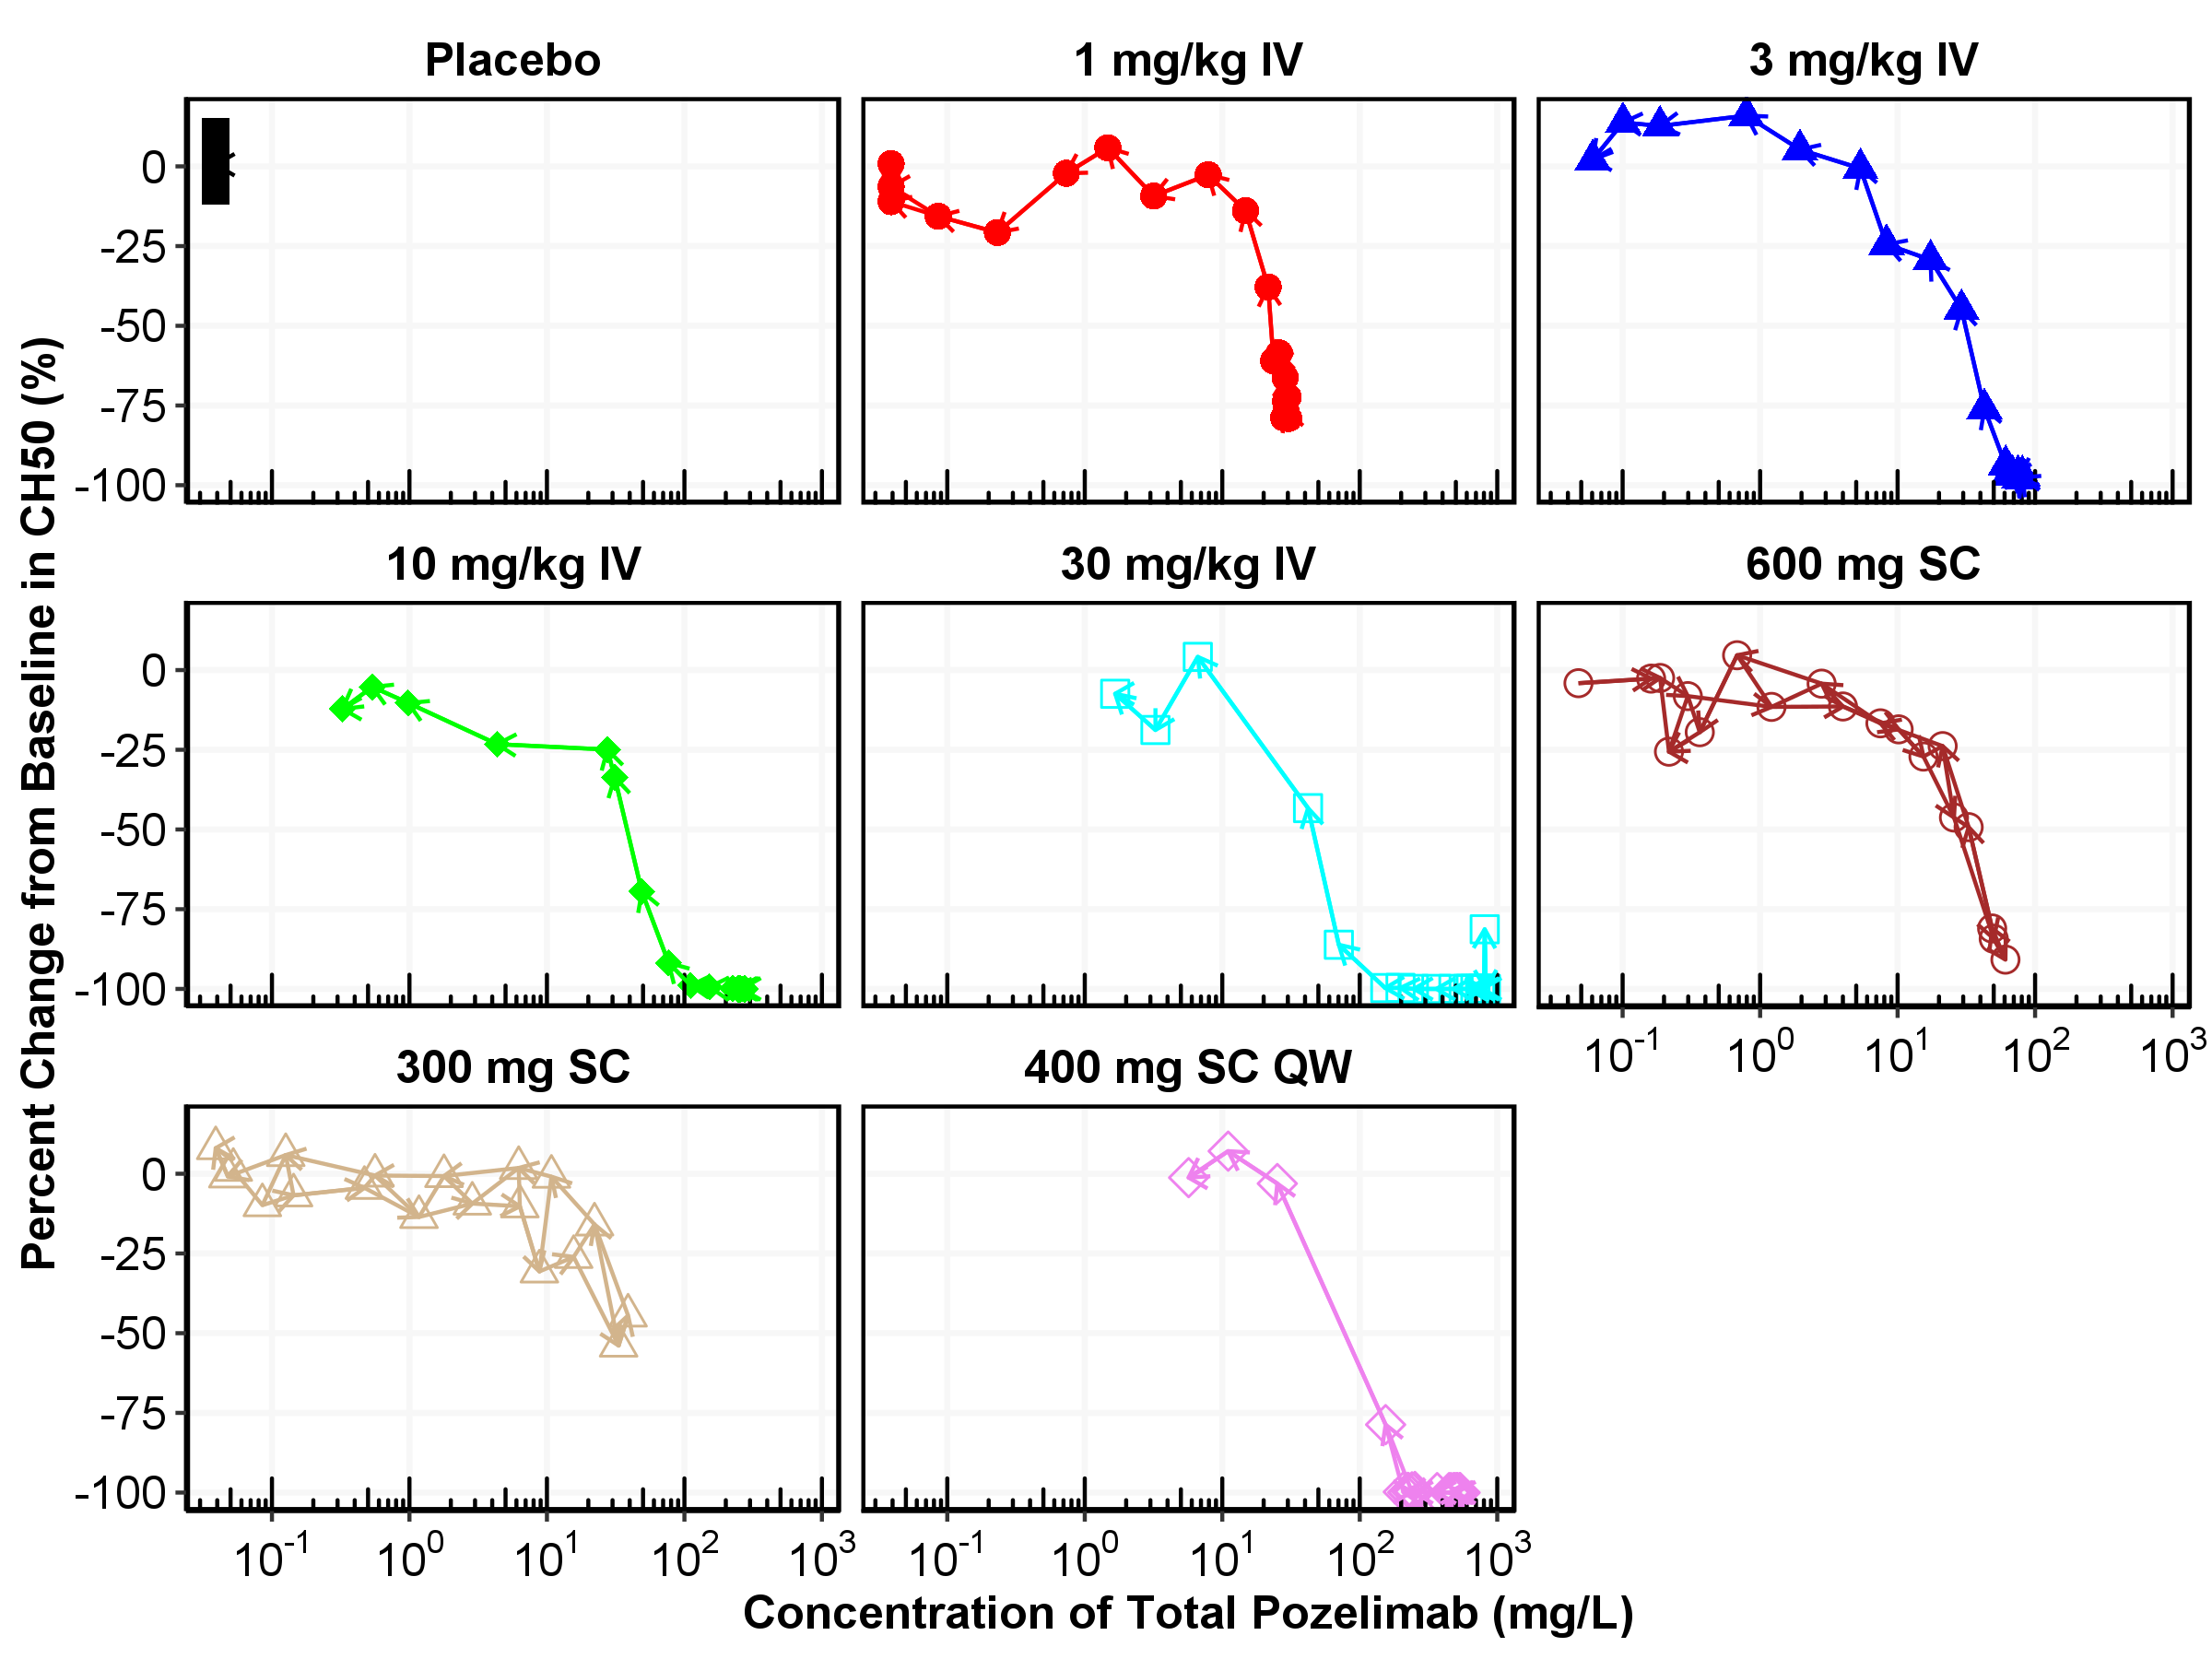 Placebo
1 mg/kg IV
3 mg/kg IV
Percent Change from Baseline in CH50 (%)
0
-25
-50
-75
-100
10 mg/kg IV
30 mg/kg IV
600 mg SC
0
-25
-50
-75
-100
10⁻¹ 10⁰ 10¹ 10² 10³
300 mg SC
400 mg SC QW
0
-25
-50
-75
-100
10⁻¹ 10⁰ 10¹ 10² 10³
10⁻¹ 10⁰ 10¹ 10² 10³
Concentration of Total Pozelimab (mg/L)